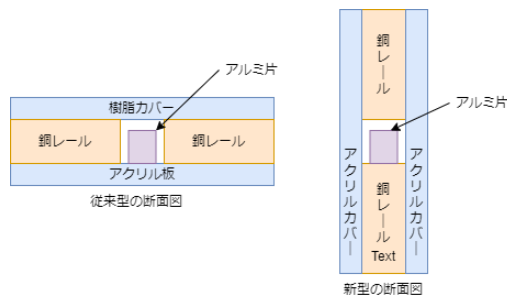 アルミ片
樹脂カバー
銅レール
銅レール
アクリル板
従来型の断面図
銅レール
アルミ片
アクリルカバー
アクリルカバー
銅レール
Text
新型の断面図